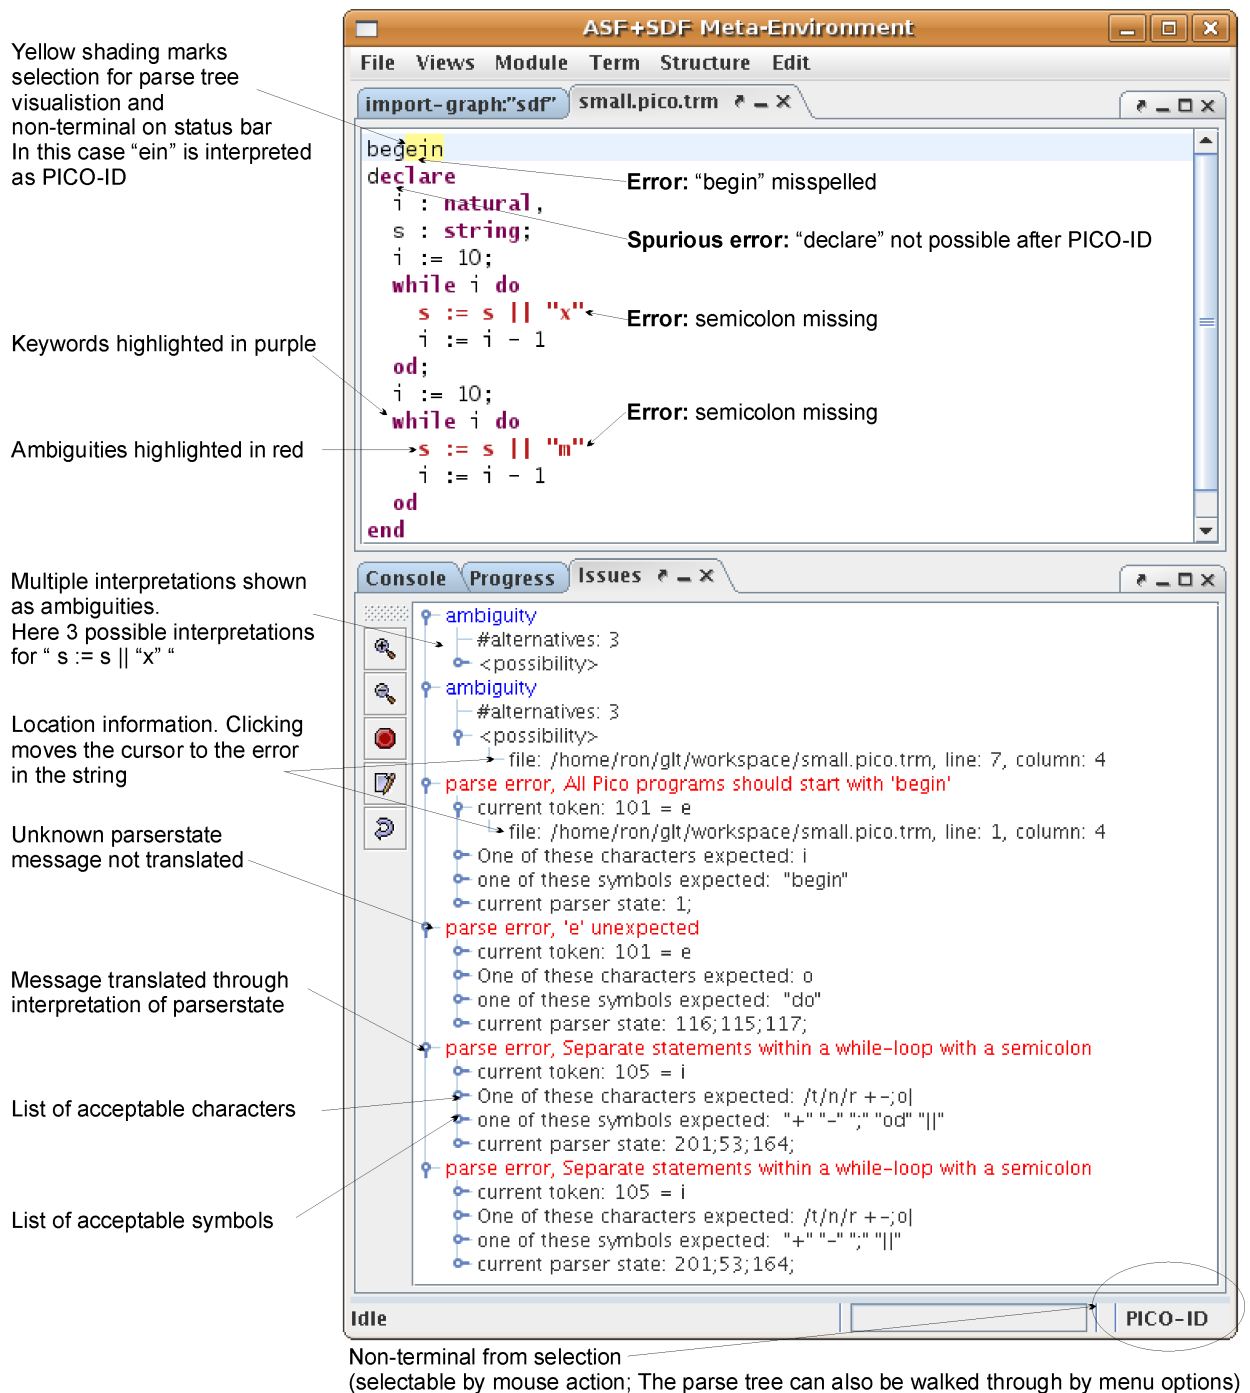 ASF+SDF Meta-Environment
File Views Module Term Structure Edit
import-graph:"sdf" small.pico.trm
Yellow shading marks
selection for parse tree
visualistion and
non-terminal on status bar
In this case “ein” is interpreted
as PICO-ID
begein
declare
i : natural,
s : string;
i := 10;
while i do
s := s || "x"
i := i - 1
od;
i := 10;
while i do
s := s || "m"
i := i - 1
od
end
Error: “begin” misspelled
Spurious error: “declare” not possible after PICO-ID
Error: semicolon missing
Error: semicolon missing
Keywords highlighted in purple
Ambiguities highlighted in red
Console Progress Issues
Multiple interpretations shown
as ambiguities.
Here 3 possible interpretations
for “ s := s || “x” “
Location information. Clicking
moves the cursor to the error
in the string
Unknown parserstate
message not translated
Message translated through
interpretation of parserstate
List of acceptable characters
List of acceptable symbols
ambiguity
#alternatives: 3
<possibility>
ambiguity
#alternatives: 3
<possibility>
file: /home/ron/glt/workspace/small.pico.trm, line: 7, column: 4
parse error, All Pico programs should start with 'begin'
current token: 101 = e
file: /home/ron/glt/workspace/small.pico.trm, line: 1, column: 4
One of these characters expected: i
one of these symbols expected: "begin"
current parser state: 1;
parse error, 'e' unexpected
current token: 101 = e
One of these characters expected: o
one of these symbols expected: "do"
current parser state: 116;115;117;
parse error, Separate statements within a while-loop with a semicolon
current token: 105 = i
One of these characters expected: /t/n/r +-;o|
one of these symbols expected: "+" "-" ";" "od" "||"
current parser state: 201;53;164;
parse error, Separate statements within a while-loop with a semicolon
current token: 105 = i
One of these characters expected: /t/n/r +-;o|
one of these symbols expected: "+" "-" ";" "||"
current parser state: 201;53;164;
Idle
PICO-ID
Non-terminal from selection
(selectable by mouse action; The parse tree can also be walked through by menu options)